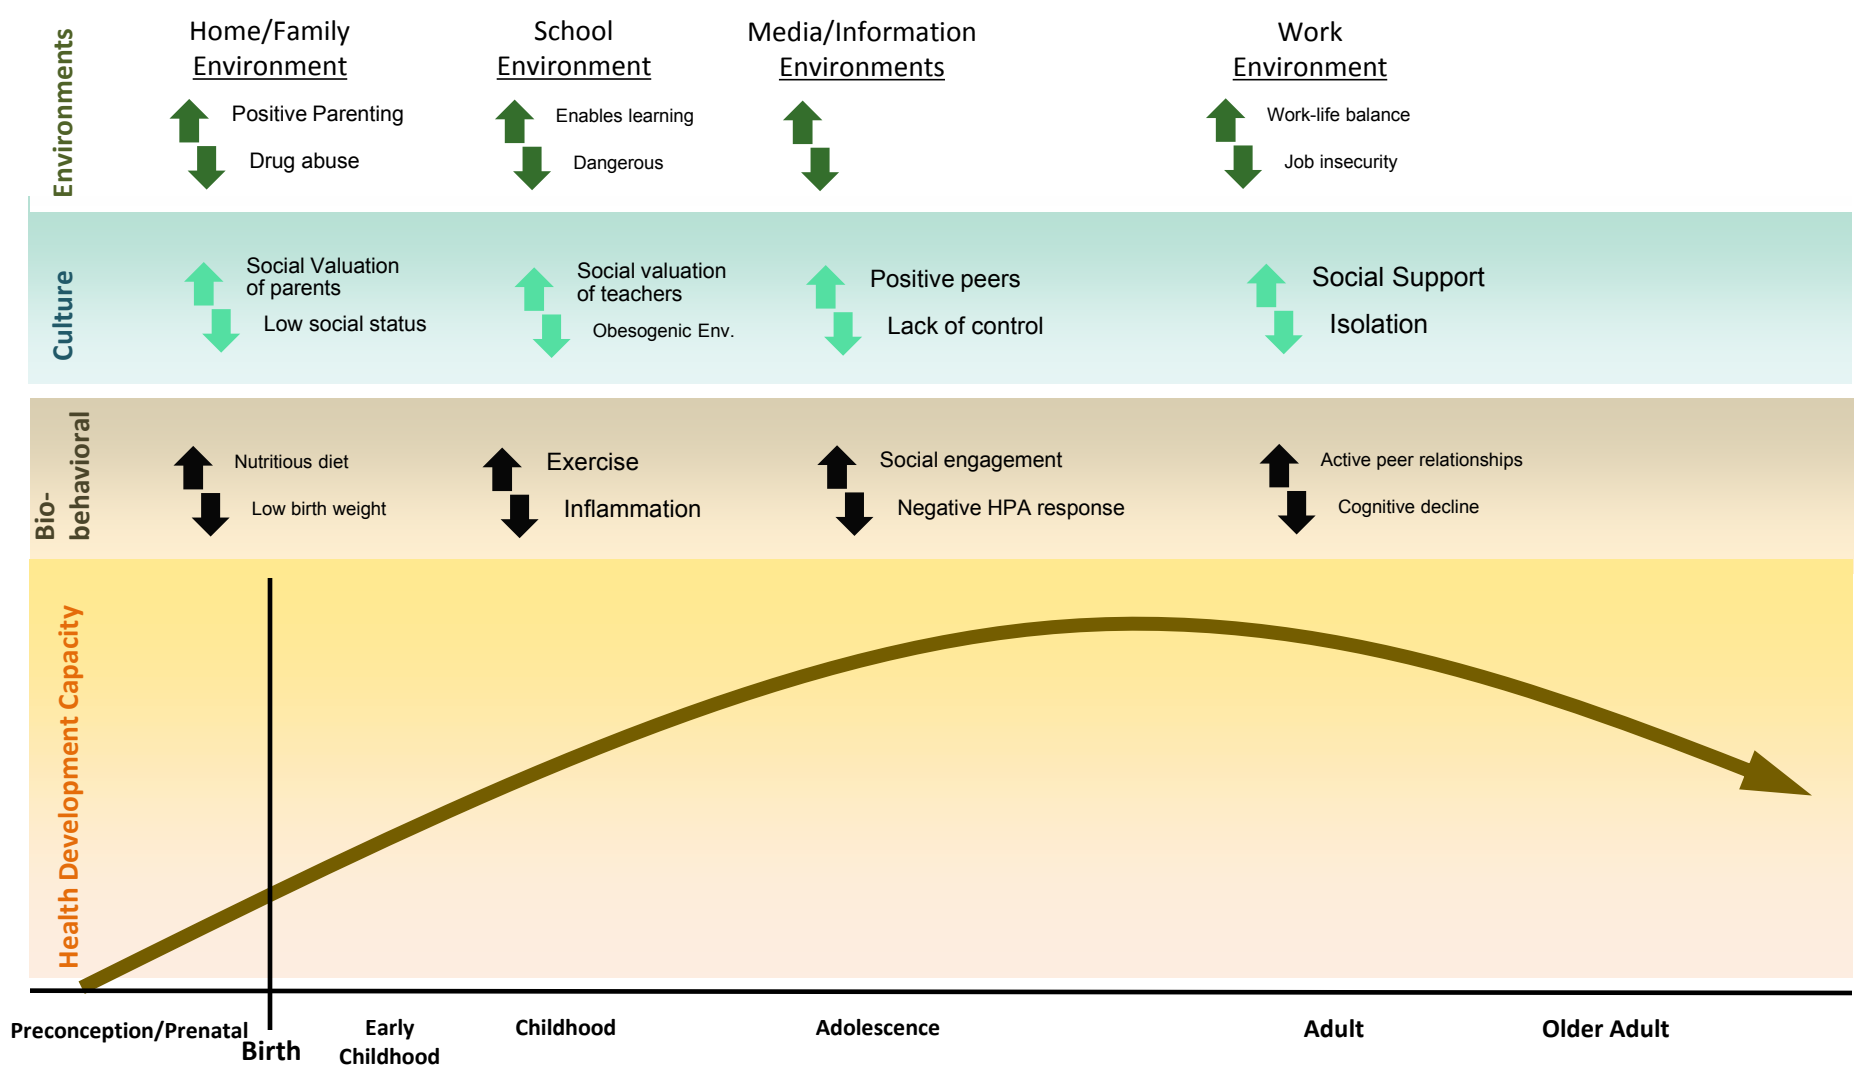 Environments
Home/Family
Environment
School
Environment
Media/Information
Environments
Work
Environment
Positive Parenting
Drug abuse
Enables learning
Dangerous
Work-life balance
Job insecurity
Culture
Social Valuation
of parents
Low social status
Social valuation
of teachers
Obesogenic Env.
Positive peers
Lack of control
Social Support
Isolation
Bio-
behavioral
Nutritious diet
Low birth weight
Exercise
Inflammation
Social engagement
Negative HPA response
Active peer relationships
Cognitive decline
Health Development Capacity
Preconception/Prenatal
Birth
Early
Childhood
Childhood
Adolescence
Adult
Older Adult